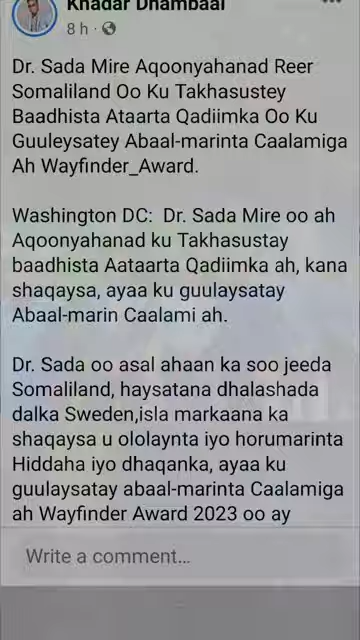 Khadar Dhambaal
8 h ·
Dr. Sada Mire Aqoonyahanad Reer
Somaliland Oo Ku Takhasustey
Baadhista Ataarta Qadiimka Oo Ku
Guuleysatey Abaal-marinta Caalamiga
Ah Wayfinder_Award.
Washington DC: Dr. Sada Mire oo ah
Aqoonyahanad ku Takhasustay
baadhista Aataarta Qadiimka ah, kana
shaqaysa, ayaa ku guulaysatay
Abaal-marin Caalami ah.
Dr. Sada oo asal ahaan ka soo jeeda
Somaliland, haysatana dhalashada
dalka Sweden,isla markaana ka
shaqaysa u ololaynta iyo horumarinta
Hiddaha iyo dhaqanka, ayaa ku
guulaysatay abaal-marinta Caalamiga
ah Wayfinder Award 2023 oo ay
Write a comment...